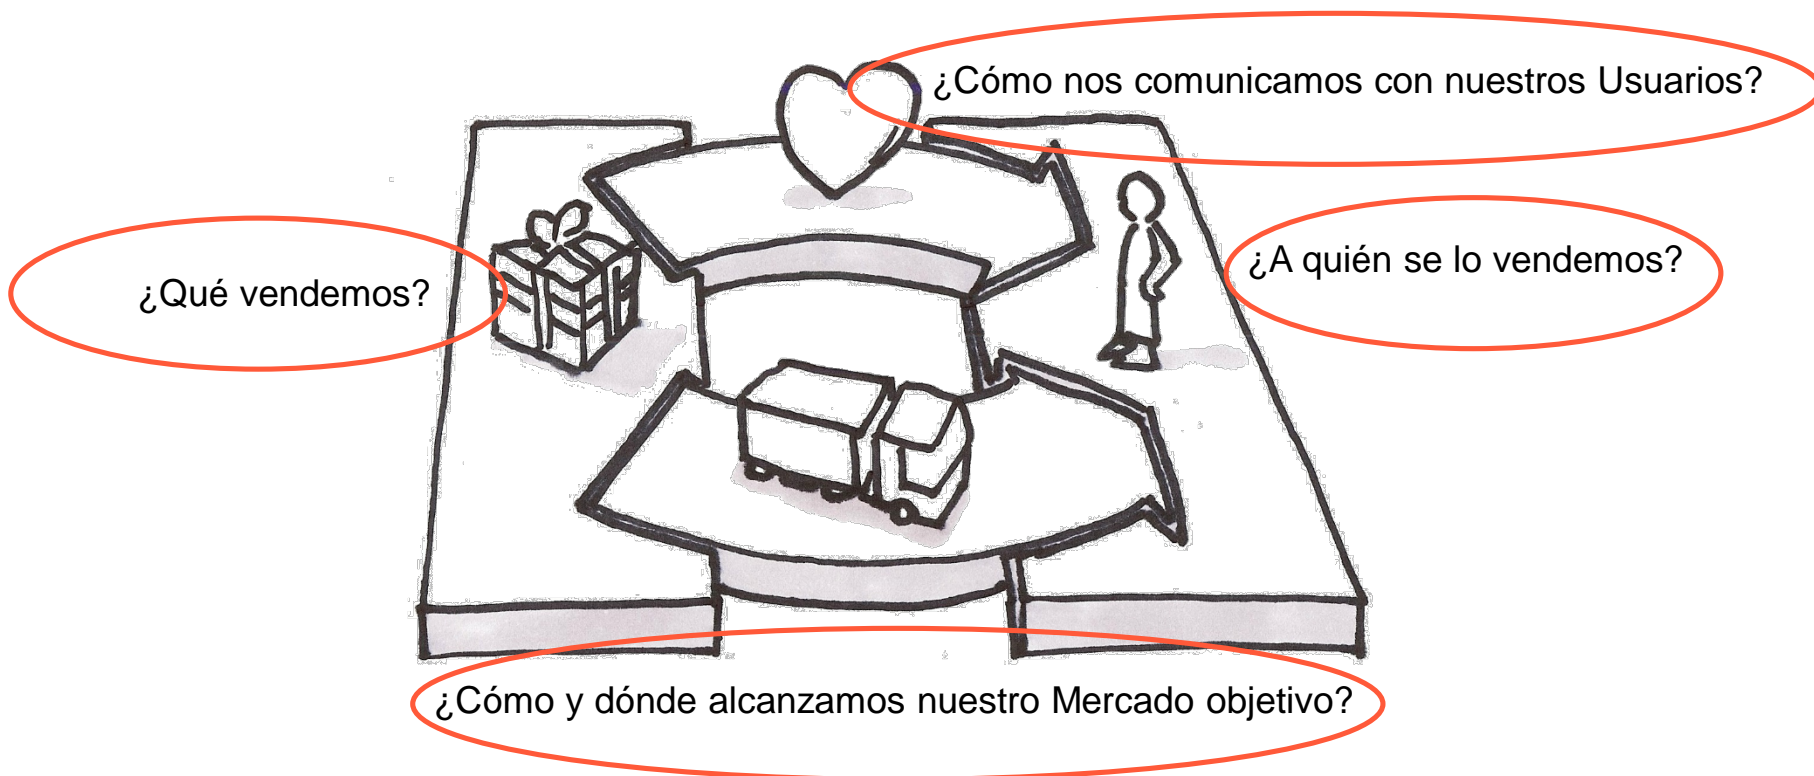 ¿Cómo nos comunicamos con nuestros Usuarios?
¿A quién se lo vendemos?
¿Qué vendemos?
¿Cómo y dónde alcanzamos nuestro Mercado objetivo?